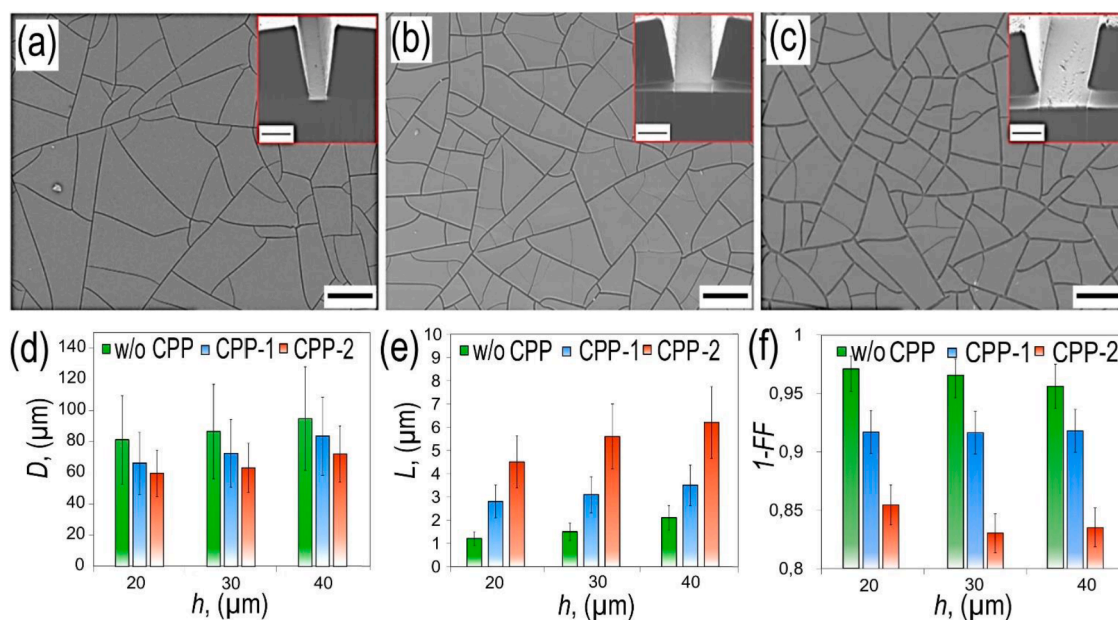 (a)
(b)
(c)
(d)
w/o CPP CPP-1 CPP-2
140
120
100
80
60
40
20
0
D, (μm)
20 30 40
h, (μm)
(e)
w/o CPP CPP-1 CPP-2
10
9
8
7
6
5
4
3
2
1
0
L, (μm)
20 30 40
h, (μm)
(f)
w/o CPP CPP-1 CPP-2
1
0,95
0,9
0,85
0,8
1-FF
20 30 40
h, (μm)